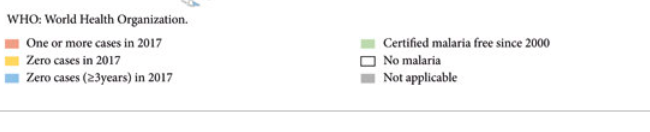 WHO: World Health Organization.
One or more cases in 2017
Zero cases in 2017
Zero cases (≥3years) in 2017
Certified malaria free since 2000
No malaria
Not applicable